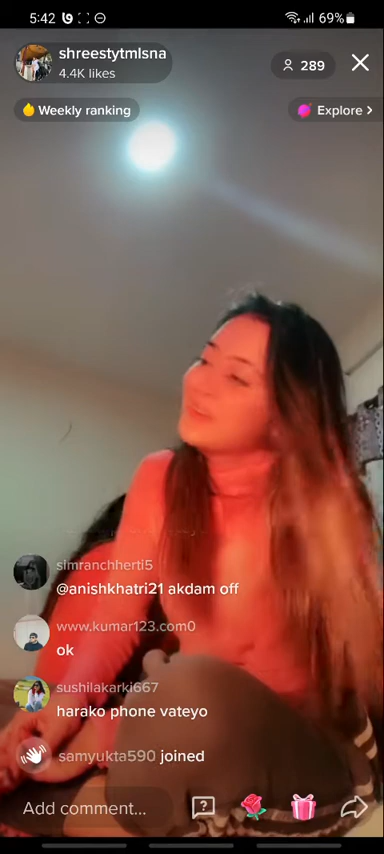 5:42
69%
shreestytmlsna
4.4K likes
289
Weekly ranking
Explore >
simranchherti5
@anishkhatri21 akdam off
www.kumar123.com0
ok
sushilakarki667
harako phone vateyo
samyukta590 joined
Add comment...